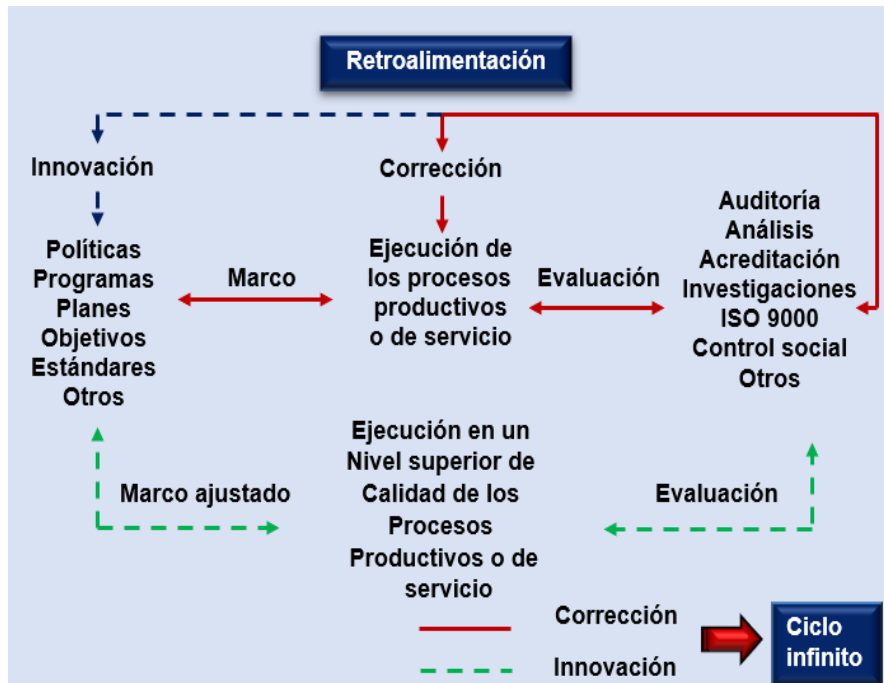 Retroalimentación
Innovación
Corrección
Políticas
Programas
Planes
Objetivos
Estándares
Otros
Marco
Ejecución de
los procesos
productivos
o de servicio
Evaluación
Auditoría
Análisis
Acreditación
Investigaciones
ISO 9000
Control social
Otros
Marco ajustado
Ejecución en un
Nivel superior de
Calidad de los
Procesos
Productivos o de
servicio
Evaluación
Corrección
Innovación
Ciclo
infinito